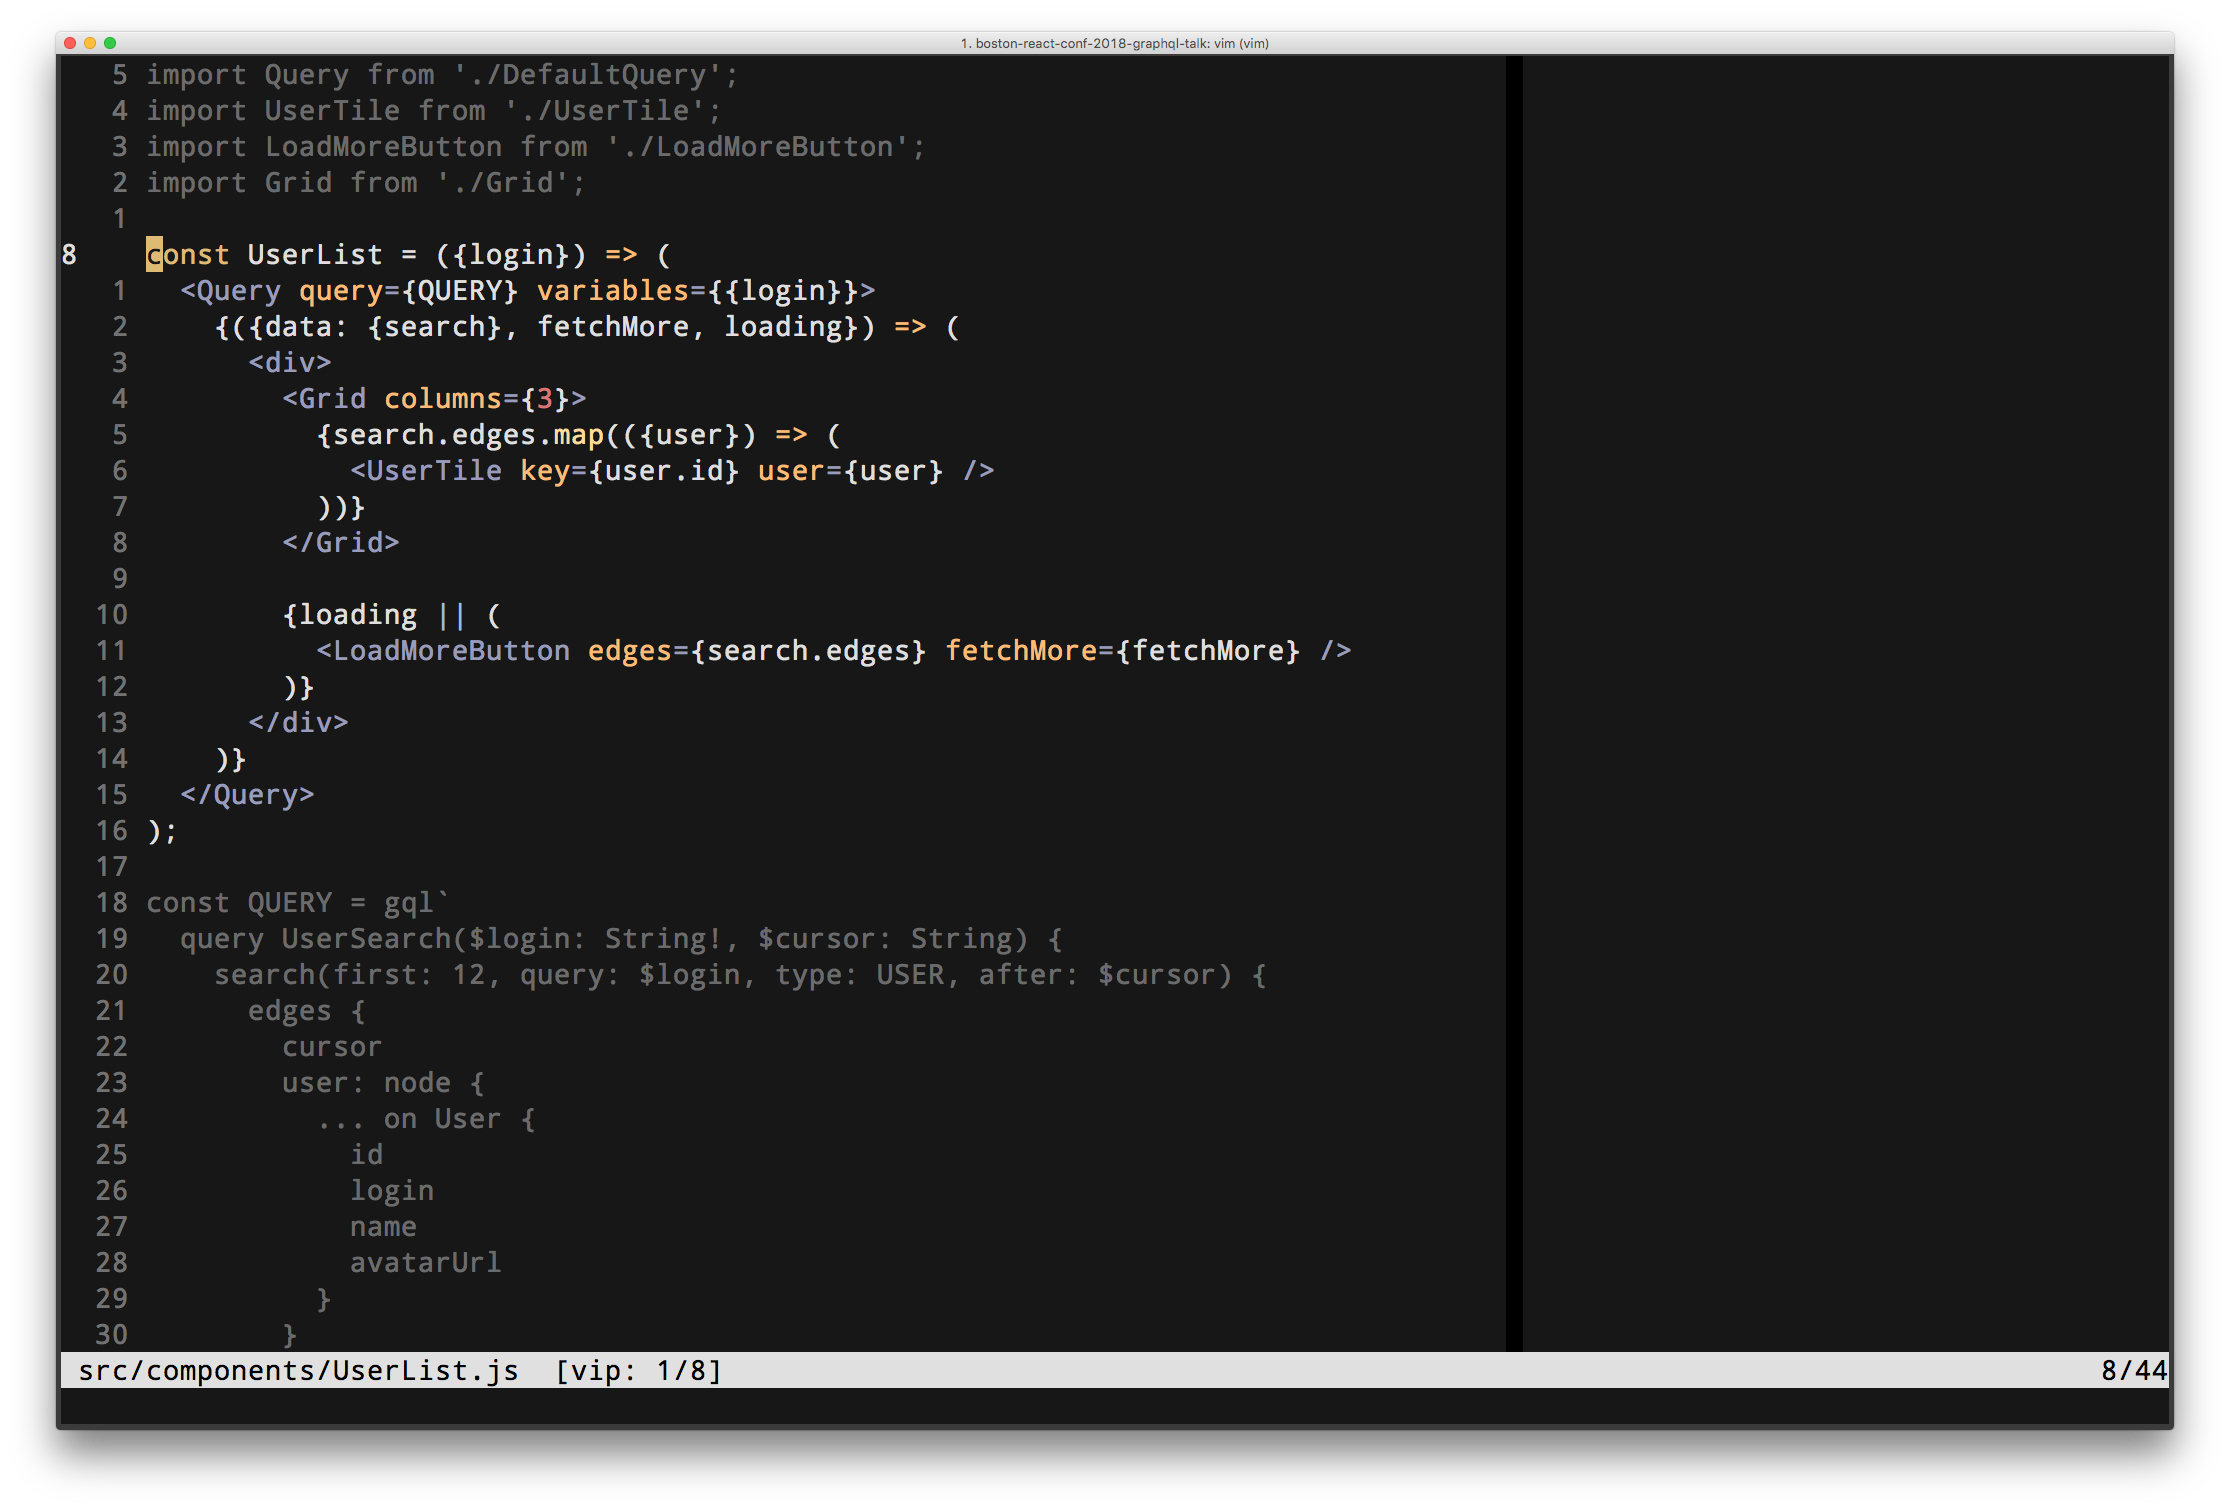 1. boston-react-conf-2018-graphql-talk: vim (vim)
5 import Query from './DefaultQuery';
4 import UserTile from './UserTile';
3 import LoadMoreButton from './LoadMoreButton';
2 import Grid from './Grid';
1
8 const UserList = ({login}) => (
1   <Query query={QUERY} variables={{login}}>
2     {({data: {search}, fetchMore, loading}) => (
3       <div>
4         <Grid columns={3}>
5           {search.edges.map(({user}) => (
6             <UserTile key={user.id} user={user} />
7           ))}
8         </Grid>
9
10         {loading || (
11           <LoadMoreButton edges={search.edges} fetchMore={fetchMore} />
12         )}
13       </div>
14     )}
15   </Query>
16 );
17
18 const QUERY = gql`
19   query UserSearch($login: String!, $cursor: String) {
20     search(first: 12, query: $login, type: USER, after: $cursor) {
21       edges {
22         cursor
23         user: node {
24           ... on User {
25             id
26             login
27             name
28             avatarUrl
29           }
30         }
src/components/UserList.js  [vip: 1/8] 8/44